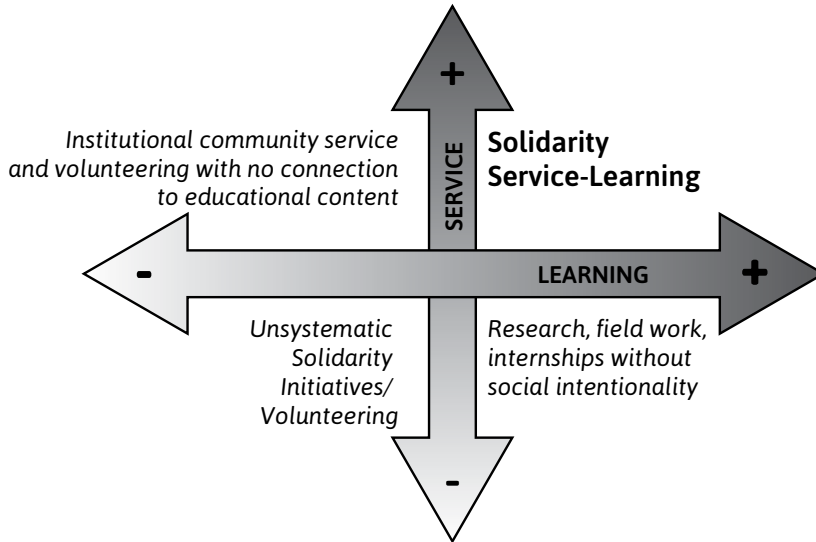 +
Institutional community service
and volunteering with no connection
to educational content
SERVICE
Solidarity
Service-Learning
-
LEARNING
+
Unsystematic
Solidarity
Initiatives/
Volunteering
Research, field work,
internships without
social intentionality
-